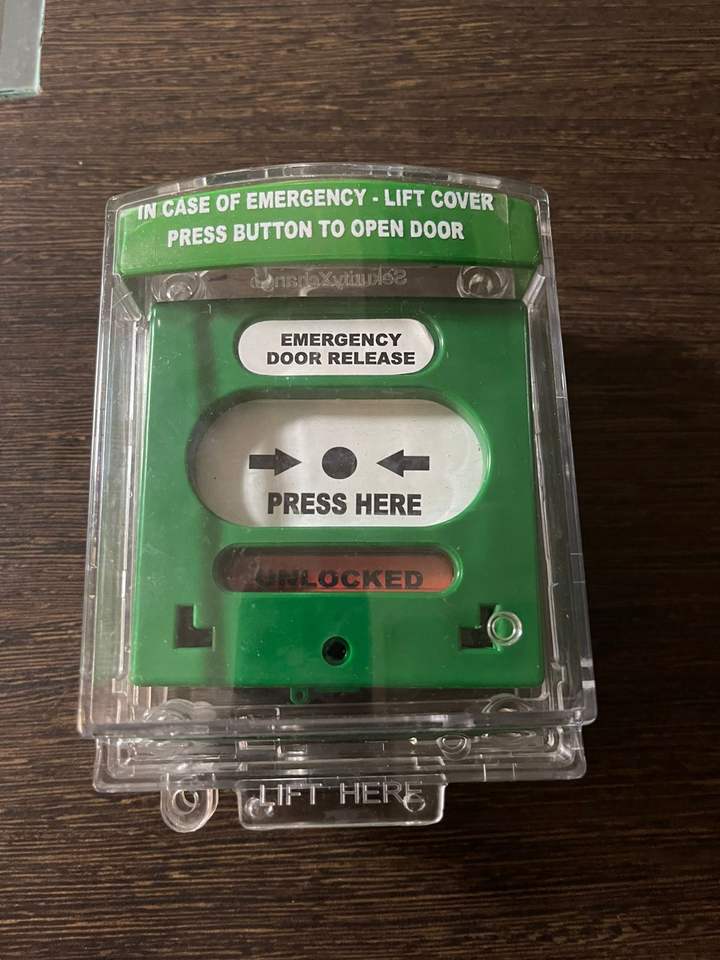 IN CASE OF EMERGENCY - LIFT COVER
PRESS BUTTON TO OPEN DOOR
EMERGENCY
DOOR RELEASE
PRESS HERE
UNLOCKED
LIFT HERE